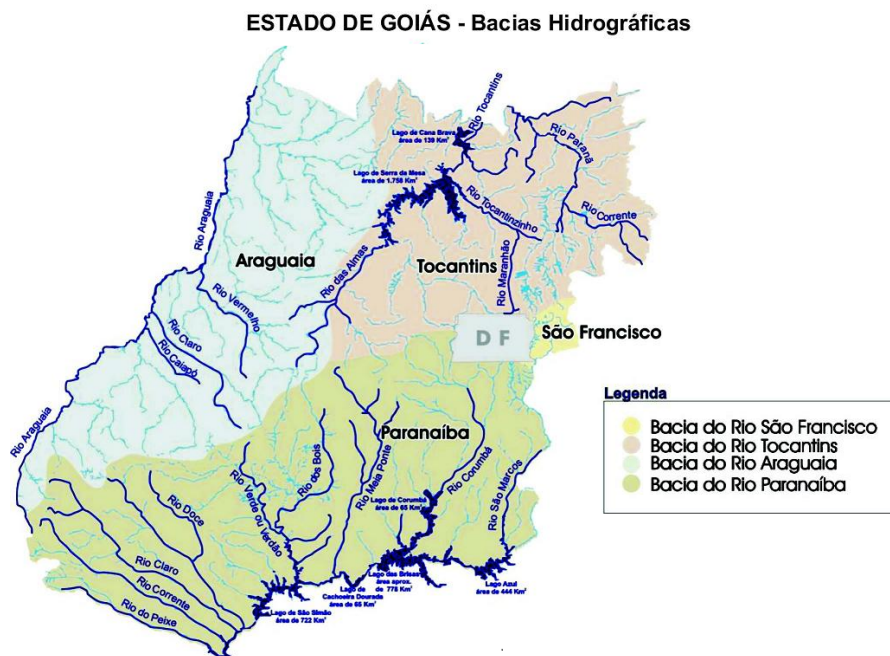 ESTADO DE GOIÁS - Bacias Hidrográficas
Rio Tocantins
Lago de Cana Brava
área de 139 Km²
Rio Paranã
Lago de Serra da Mesa
área de 1.758 Km²
Rio Tocantinzinho
Rio Corrente
Rio Araguaia
Araguaia
Rio das Almas
Tocantins
Rio Maranhão
Rio Vermelho
Rio Claro
Rio Caiapó
D F
São Francisco
Rio Araguaia
Paranaíba
Rio dos Bois
Rio Meia Ponte
Rio Corumbá
Rio São Marcos
Rio Verde ou Verdão
Rio Doce
Lago de Corumbá
área de 65 Km²
Rio Claro
Rio Corrente
Rio do Peixe
Lago das Brisas
área aprox.
de 778 Km²
Lago Azul
área de 444 Km²
Lago de
Cachoeira Dourada
área de 65 Km²
Lago de São Simão
área de 722 Km²
Legenda
Bacia do Rio São Francisco
Bacia do Rio Tocantins
Bacia do Rio Araguaia
Bacia do Rio Paranaíba